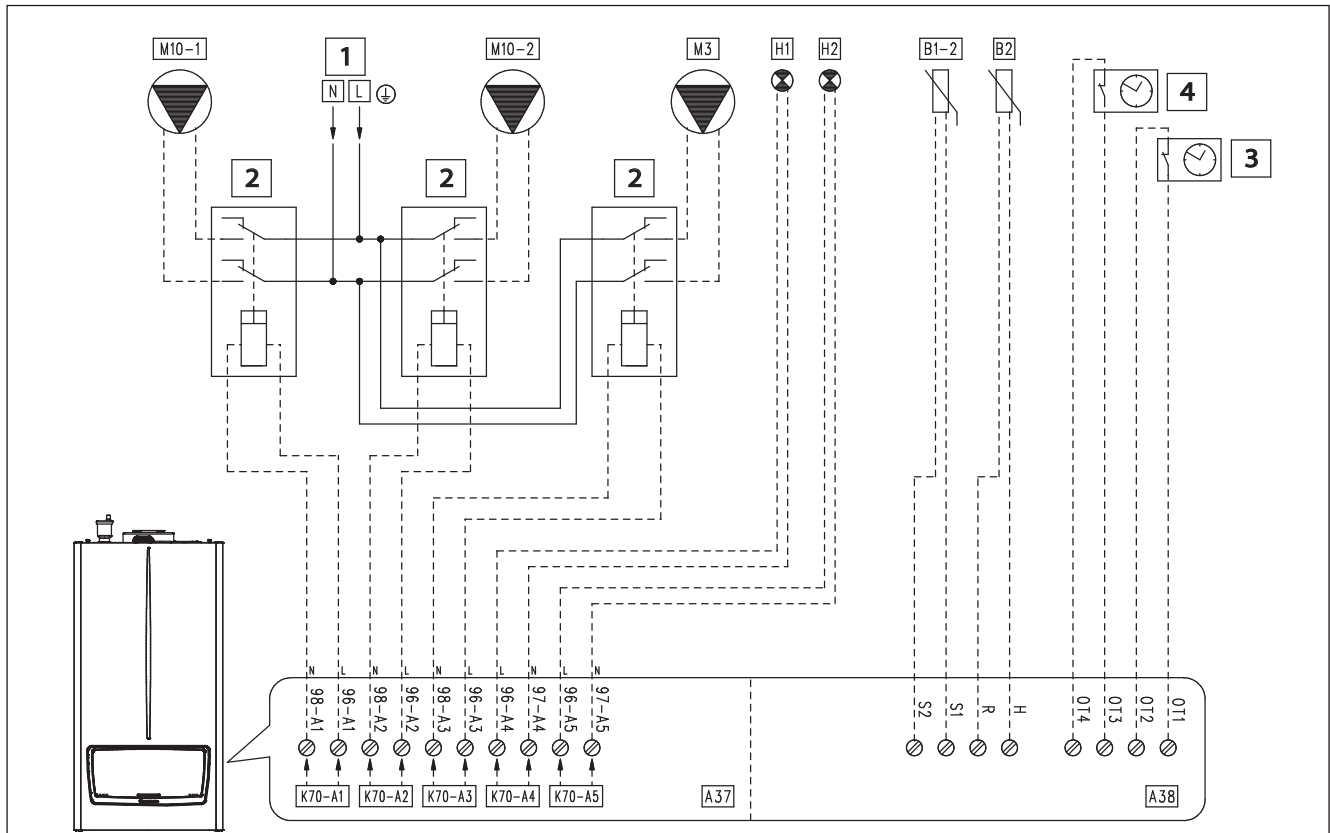 M10-1
1
M10-2
M3
H1
H2
B1-2
B2
N L
4
3
2
2
2
N L N L N L L N L N
98-A1
96-A1
98-A2
96-A2
98-A3
96-A3
96-A4
97-A4
96-A5
97-A5
S2
S1
R
H
OT4
OT3
OT2
OT1
K70-A1
K70-A2
K70-A3
K70-A4
K70-A5
A37
A38